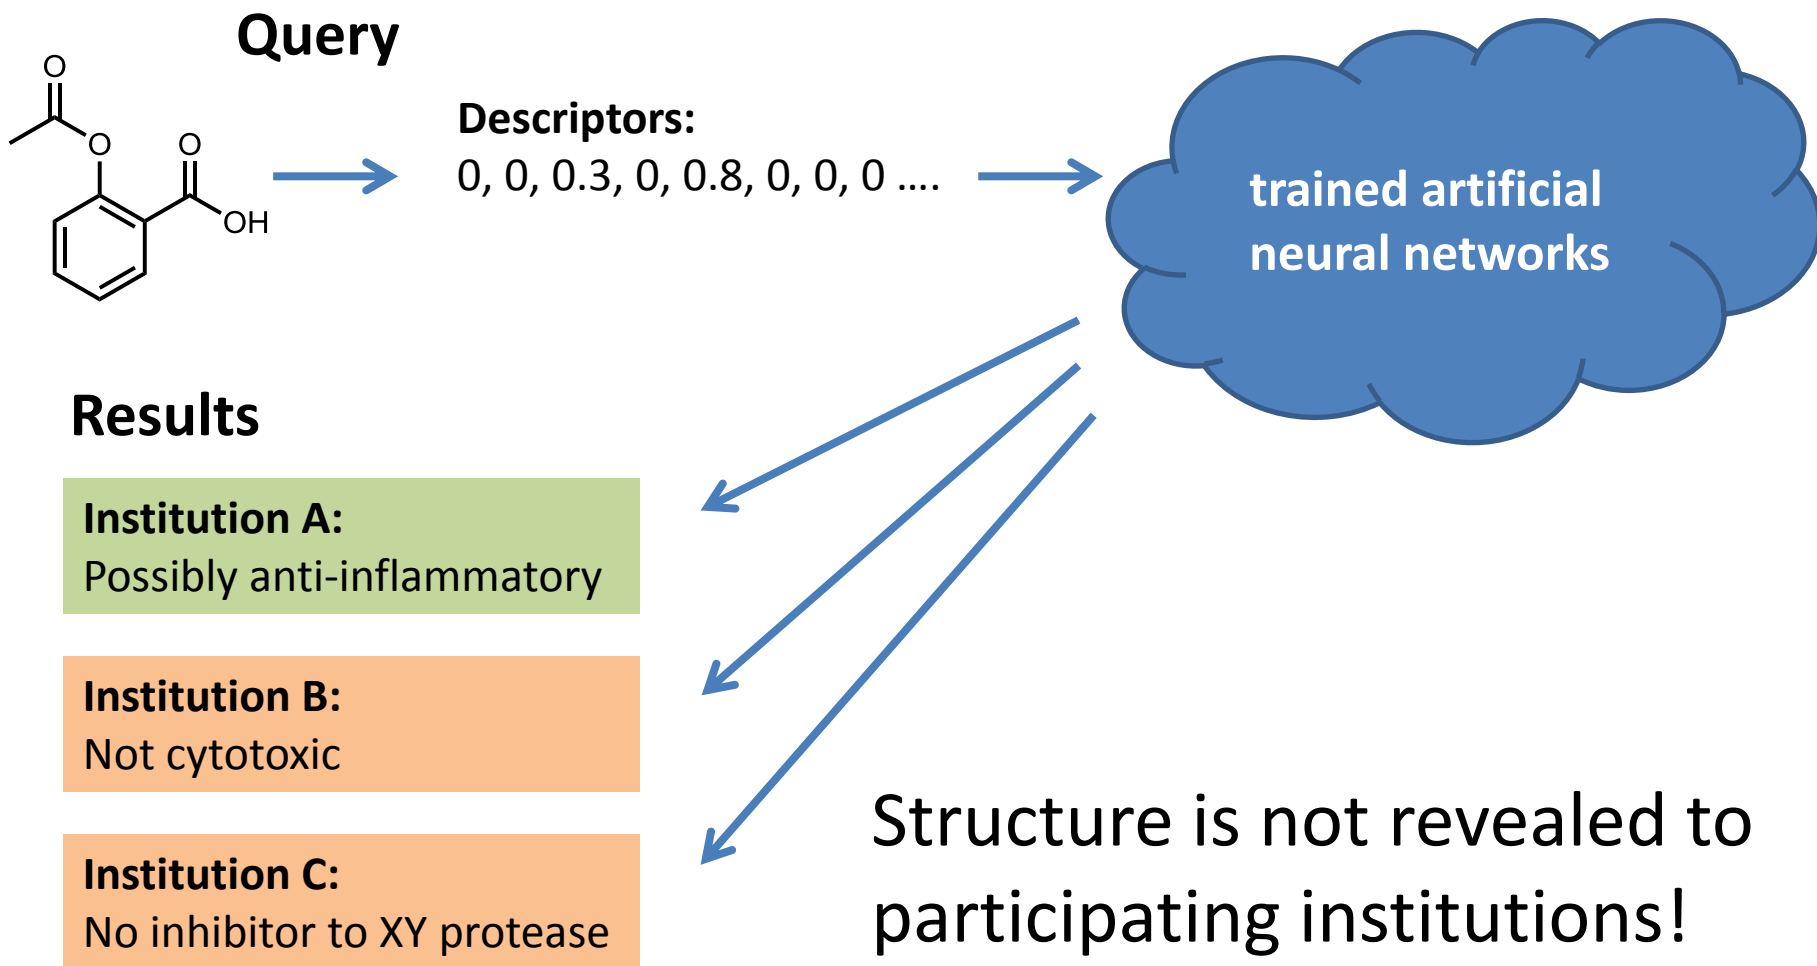 Query
O
O
O
OH
Descriptors:
0, 0, 0.3, 0, 0.8, 0, 0, 0 ....
trained artificial
neural networks
Results
Institution A:
Possibly anti-inflammatory
Institution B:
Not cytotoxic
Institution C:
No inhibitor to XY protease
Structure is not revealed to
participating institutions!